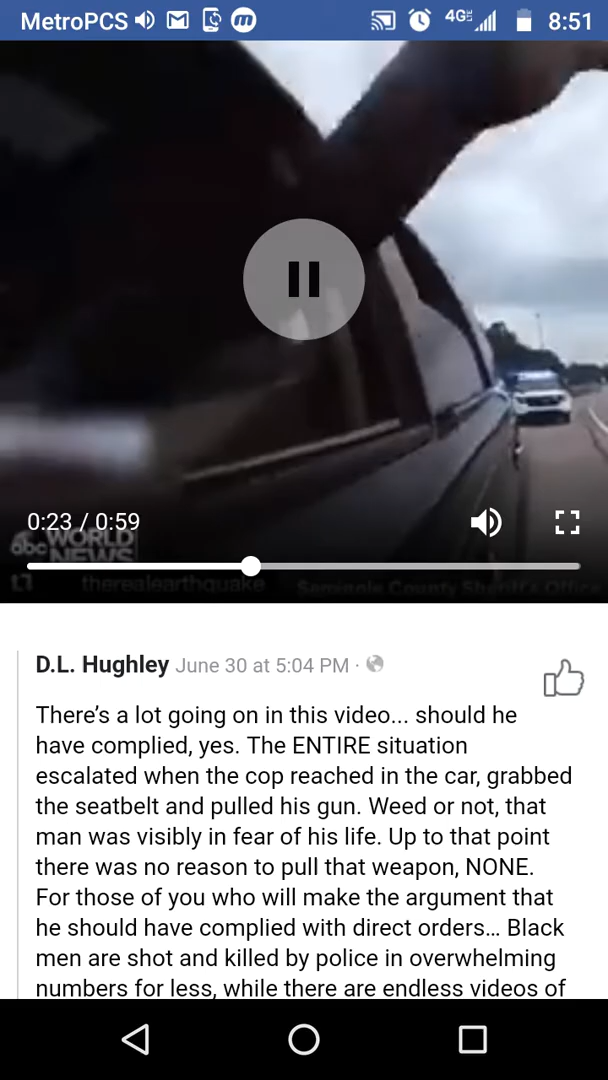 MetroPCS 4G LTE 8:51
0:23 / 0:59
abc WORLD
NEWS
therealearthquake Seminole County Sheriff's Office
D.L. Hughley June 30 at 5:04 PM ·
There's a lot going on in this video... should he
have complied, yes. The ENTIRE situation
escalated when the cop reached in the car, grabbed
the seatbelt and pulled his gun. Weed or not, that
man was visibly in fear of his life. Up to that point
there was no reason to pull that weapon, NONE.
For those of you who will make the argument that
he should have complied with direct orders... Black
men are shot and killed by police in overwhelming
numbers for less, while there are endless videos of